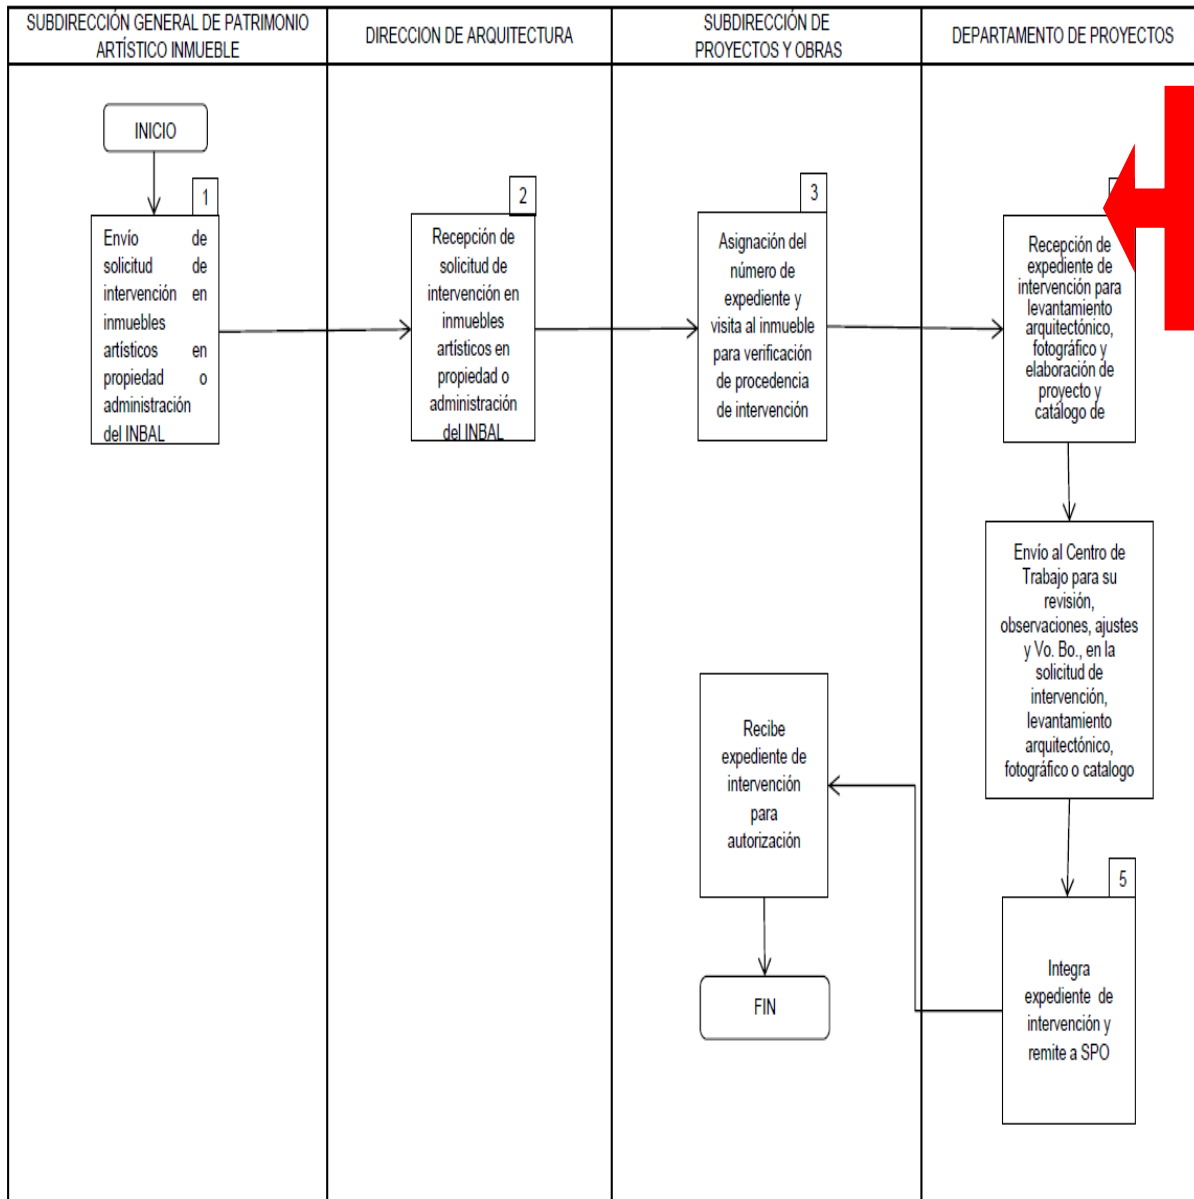 SUBDIRECCIÓN GENERAL DE PATRIMONIO
ARTÍSTICO INMUEBLE
DIRECCION DE ARQUITECTURA
SUBDIRECCIÓN DE
PROYECTOS Y OBRAS
DEPARTAMENTO DE PROYECTOS
INICIO
1
Envío de
solicitud de
intervención en
inmuebles
artísticos en
propiedad o
administración
del INBAL
2
Recepción de
solicitud de
intervención en
inmuebles
artísticos en
propiedad o
administración
del INBAL
3
Asignación del
número de
expediente y
visita al inmueble
para verificación
de procedencia
de intervención
Recepción de
expediente de
intervención para
levantamiento
arquitectónico,
fotográfico y
elaboración de
proyecto y
catálogo de
Envío al Centro de
Trabajo para su
revisión,
observaciones, ajustes
y Vo. Bo., en la
solicitud de
intervención,
levantamiento
arquitectónico,
fotográfico o catalogo
5
Integra
expediente de
intervención y
remite a SPO
Recibe
expediente de
intervención
para
autorización
FIN